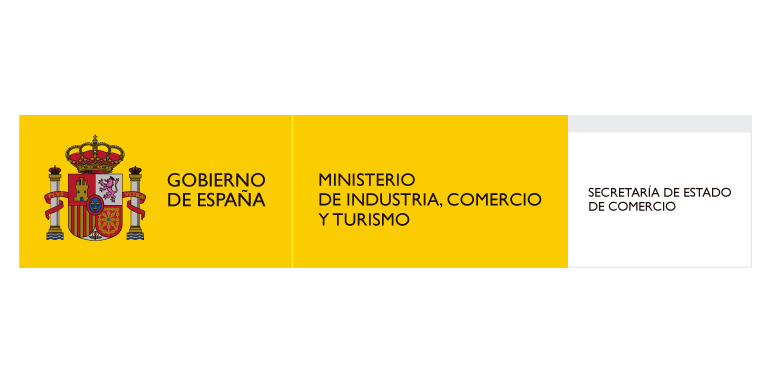 GOBIERNO
DE ESPAÑA
MINISTERIO
DE INDUSTRIA, COMERCIO
Y TURISMO
SECRETARÍA DE ESTADO
DE COMERCIO